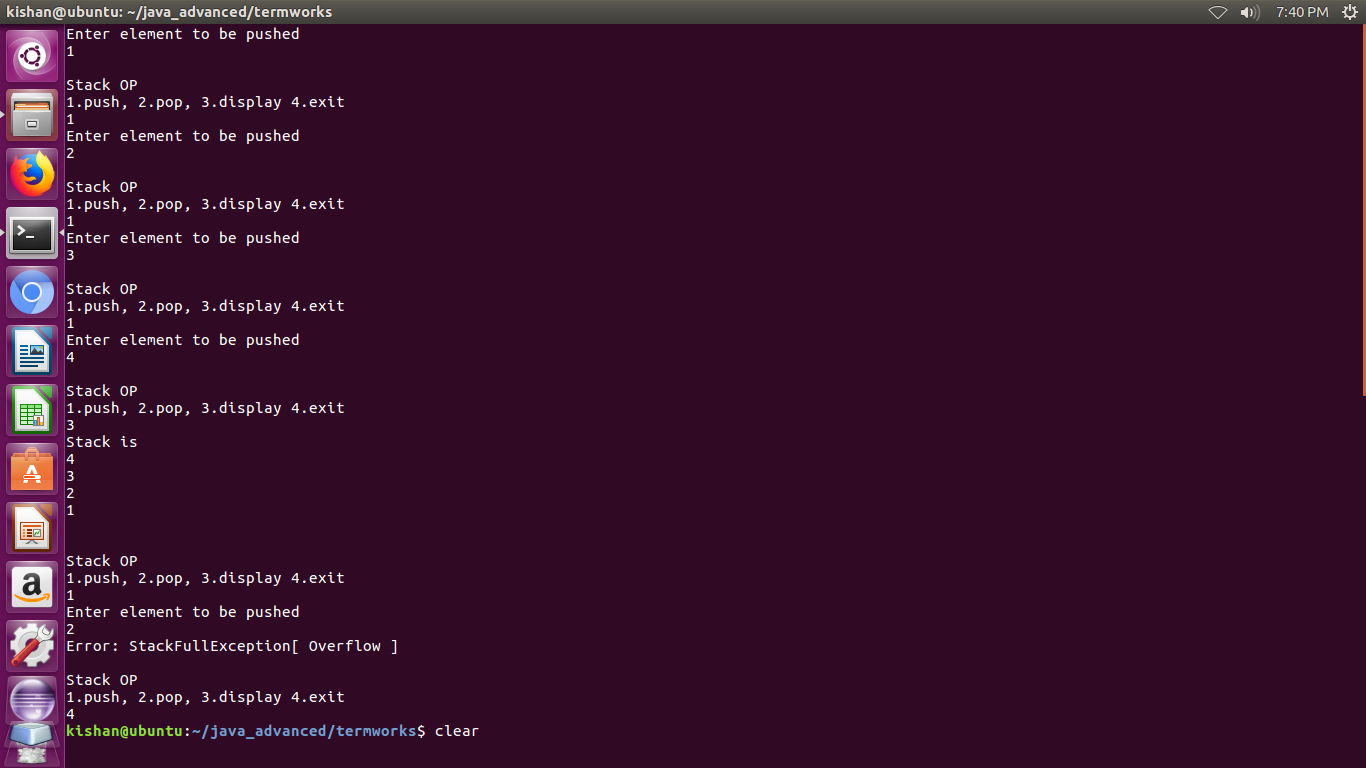 kishan@ubuntu: ~/java_advanced/termworks
7:40 PM
Enter element to be pushed
1
Stack OP
1.push, 2.pop, 3.display 4.exit
1
Enter element to be pushed
2
Stack OP
1.push, 2.pop, 3.display 4.exit
1
Enter element to be pushed
3
Stack OP
1.push, 2.pop, 3.display 4.exit
1
Enter element to be pushed
4
Stack OP
1.push, 2.pop, 3.display 4.exit
3
Stack is
4
3
2
1
Stack OP
1.push, 2.pop, 3.display 4.exit
1
Enter element to be pushed
2
Error: StackFullException[ Overflow ]
Stack OP
1.push, 2.pop, 3.display 4.exit
4
kishan@ubuntu:~/java_advanced/termworks$ clear